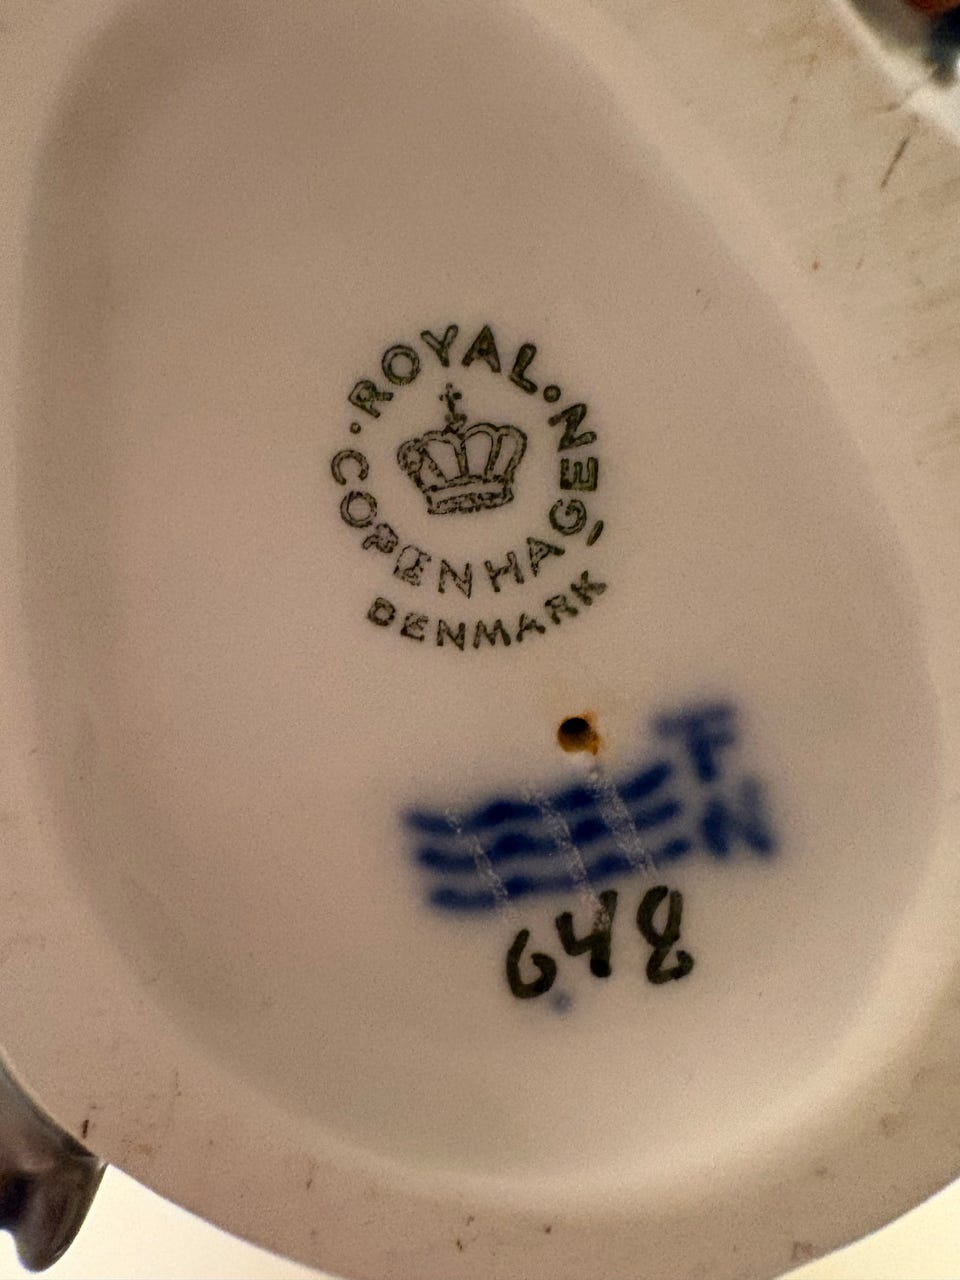 ROYAL
COPENHAGEN
DENMARK
F
N
648